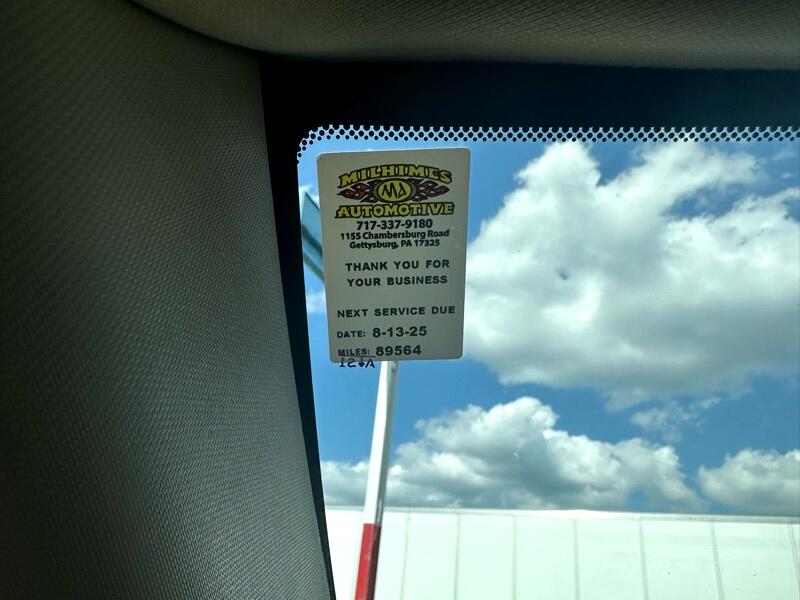 MILHIMES
MA
AUTOMOTIVE
717-337-9180
1155 Chambersburg Road
Gettysburg, PA 17325
THANK YOU FOR
YOUR BUSINESS
NEXT SERVICE DUE
DATE: 8-13-25
MILES: 89564